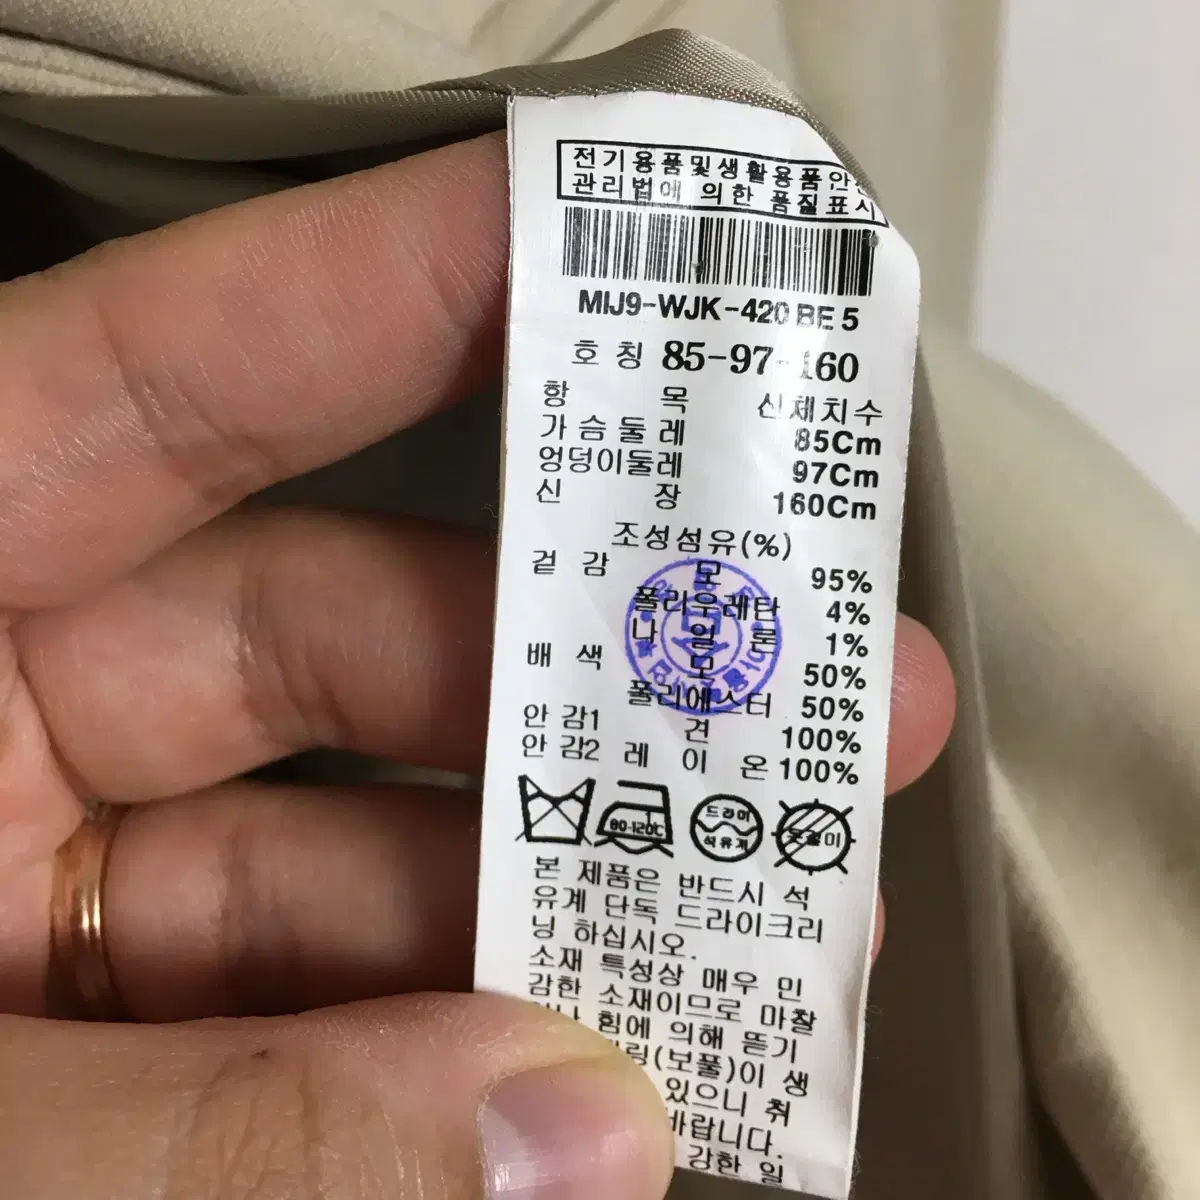 전기용품및생활용품안전
관리법에 의한 품질표시
MIJ9-WJK-420 BE 5
호칭 85-97-160
항목 신체치수
가슴둘레 85Cm
엉덩이둘레 97Cm
신장 160Cm
조성섬유(%)
겉감 모 95%
폴리우레탄 4%
나일론 1%
배색 모 50%
폴리에스터 50%
안감1 견 100%
안감2 레이온 100%
80-120℃
드라이
석유계
본 제품은 반드시 석
유계 단독 드라이크리
닝 하십시오.
소재 특성상 매우 민
감한 소재이므로 마찰
힘에 의해 뜯기
링(보풀)이 생
있으니 취
바랍니다.
강한 일